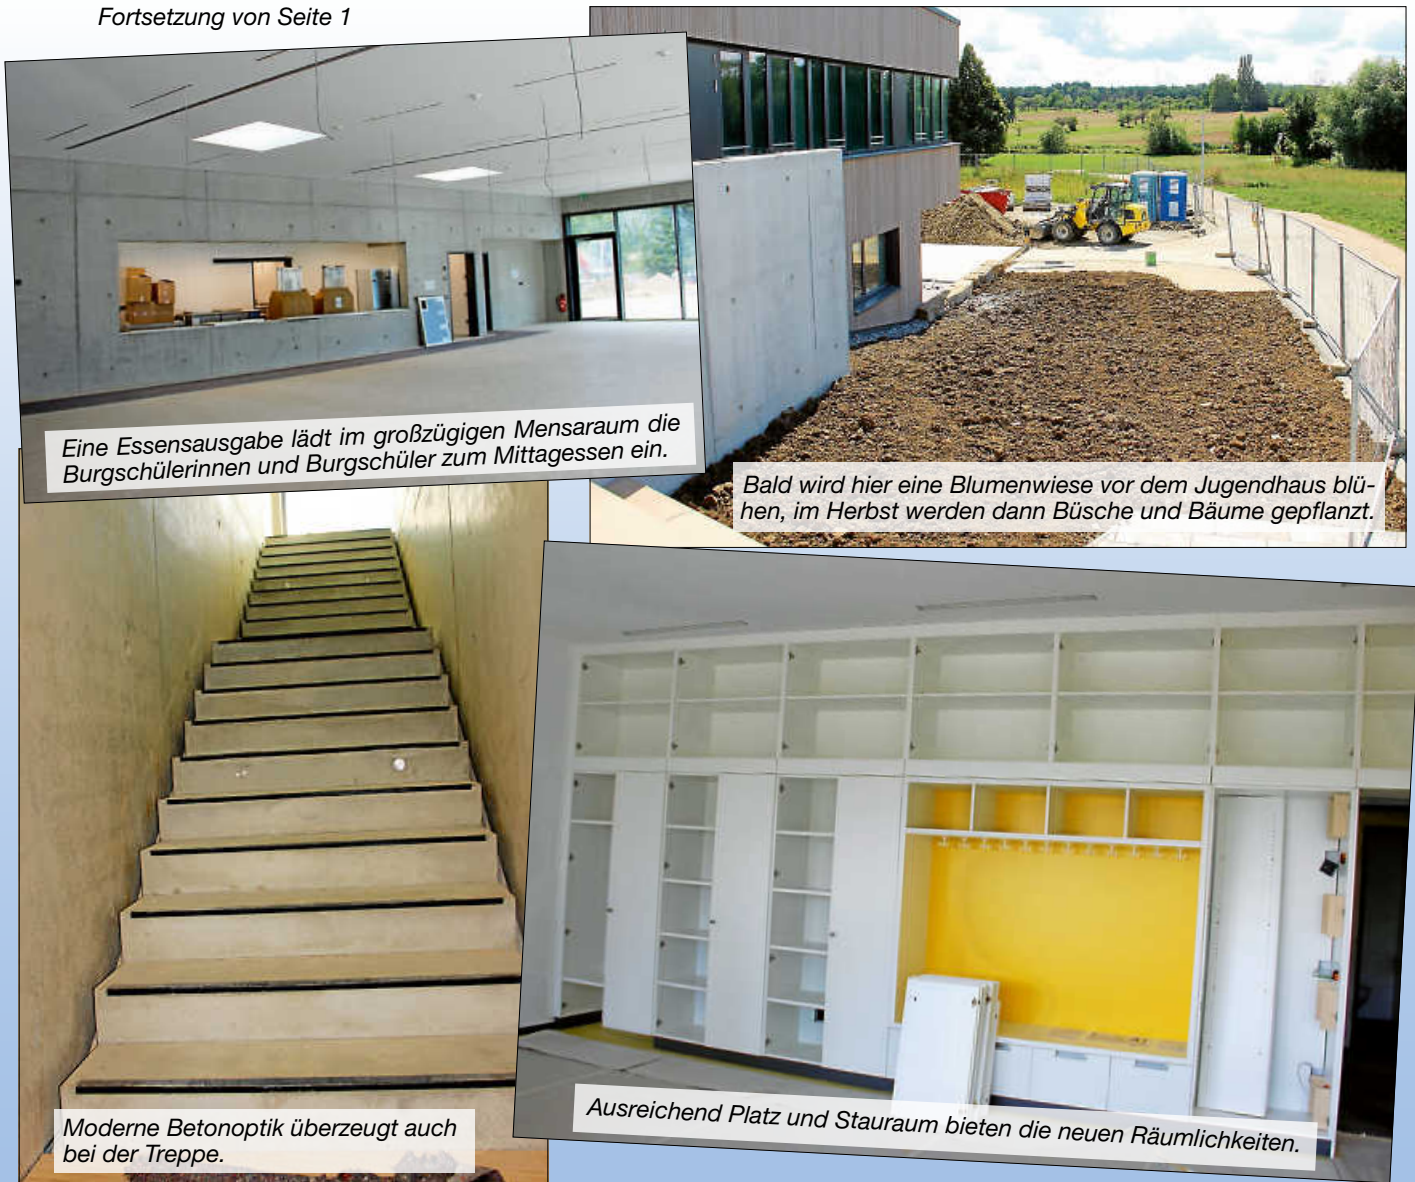 Fortsetzung von Seite 1
Eine Essensausgabe lädt im großzügigen Mensaraum die
Burgschülerinnen und Burgschüler zum Mittagessen ein.
Bald wird hier eine Blumenwiese vor dem Jugendhaus blü-
hen, im Herbst werden dann Büsche und Bäume gepflanzt.
Moderne Betonoptik überzeugt auch
bei der Treppe.
Ausreichend Platz und Stauraum bieten die neuen Räumlichkeiten.